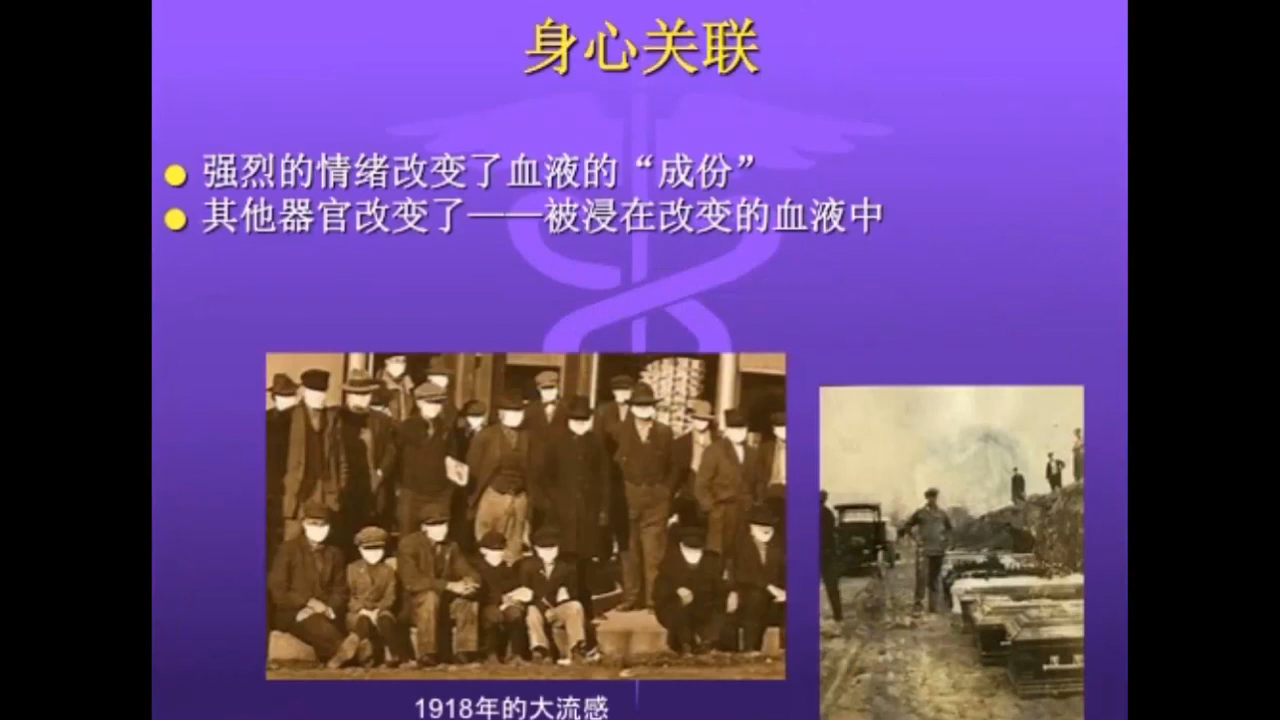 身心关联
强烈的情绪改变了血液的“成份”
其他器官改变了——被浸在改变的血液中
1918年的大流感